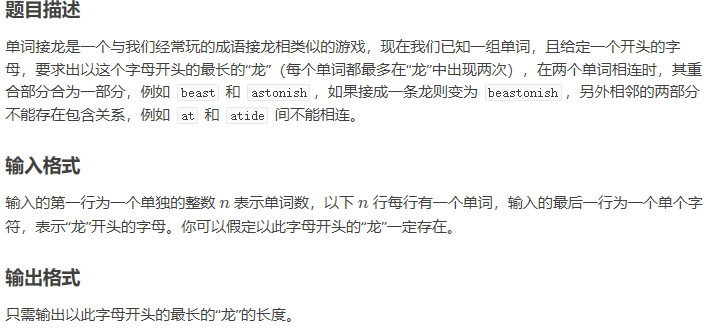 题目描述
单词接龙是一个与我们经常玩的成语接龙相类似的游戏，现在我们已知一组单词，且给定一个开头的字
母，要求出以这个字母开头的最长的“龙”（每个单词都最多在“龙”中出现两次），在两个单词相连时，其重
合部分合为一部分，例如 beast 和 astonish，如果接成一条龙则变为 beastonish，另外相邻的两部分
不能存在包含关系，例如 at 和 atide 间不能相连。
输入格式
输入的第一行为一个单独的整数 n 表示单词数，以下 n 行每行有一个单词，输入的最后一行为一个单个字
符，表示“龙”开头的字母。你可以假定以此字母开头的“龙”一定存在。
输出格式
只需输出以此字母开头的最长的“龙”的长度。